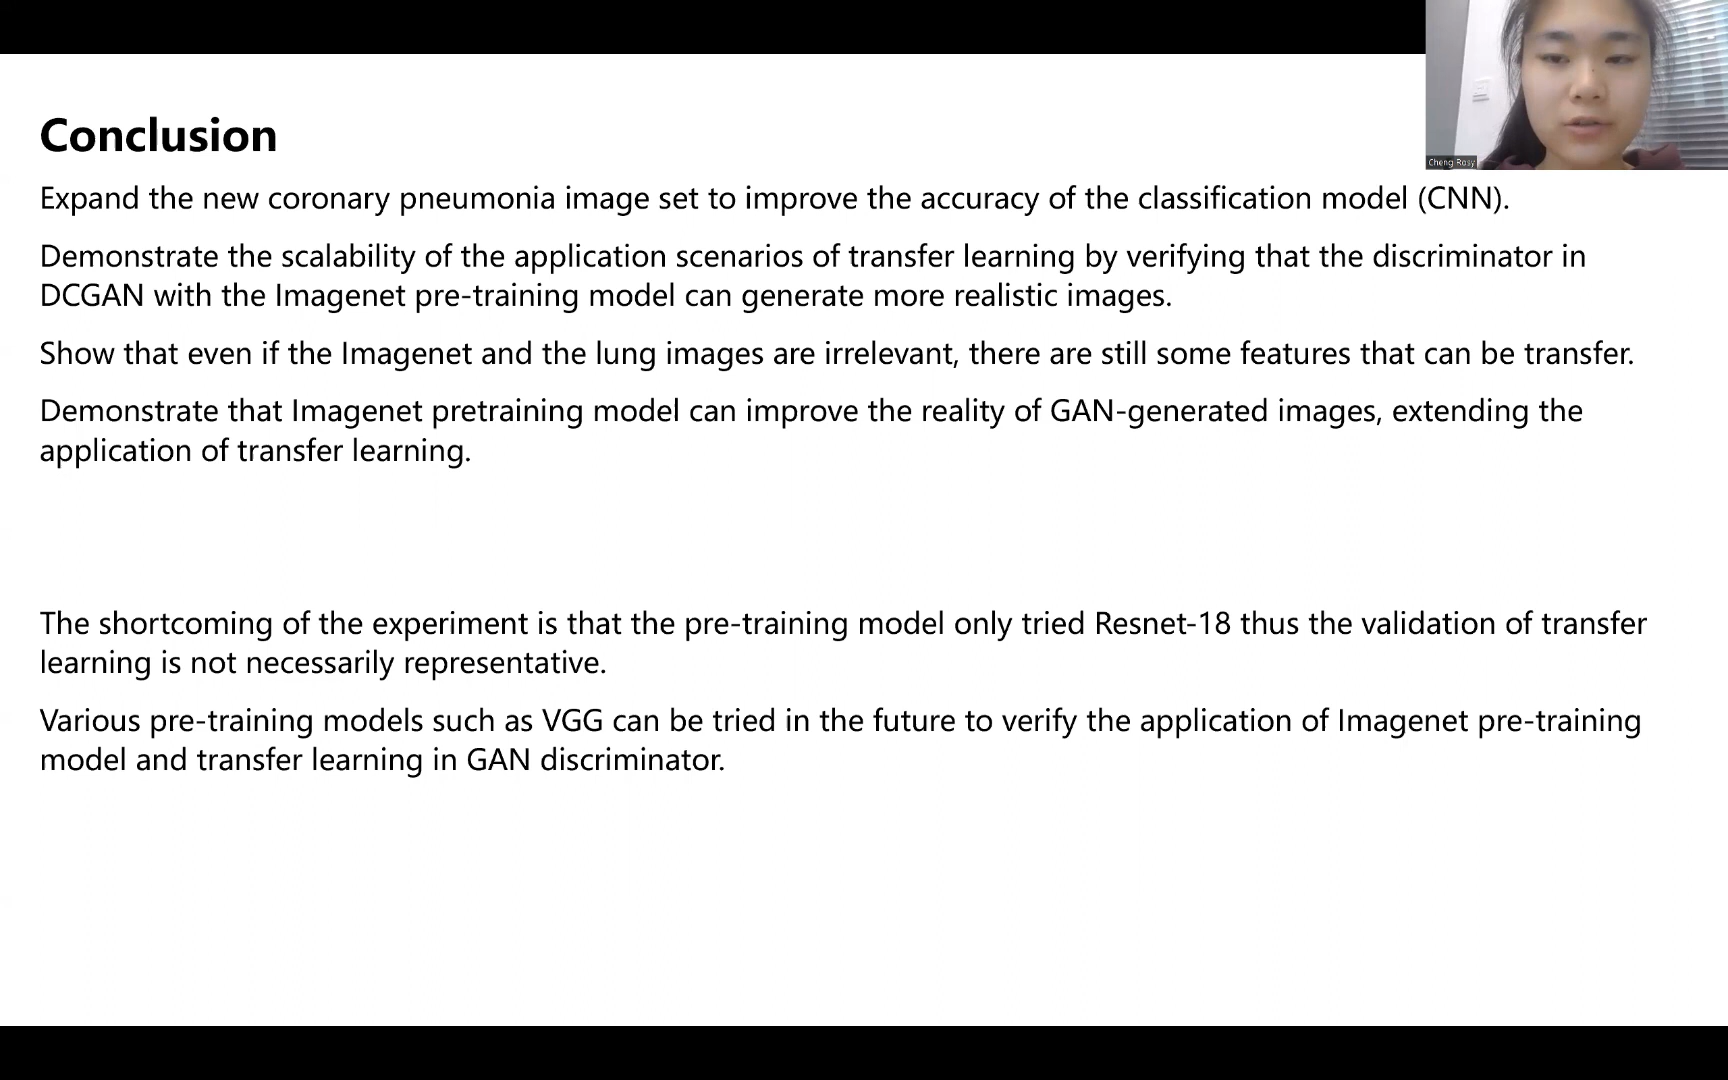 Conclusion
Cheng Rosy
Expand the new coronary pneumonia image set to improve the accuracy of the classification model (CNN).
Demonstrate the scalability of the application scenarios of transfer learning by verifying that the discriminator in
DCGAN with the Imagenet pre-training model can generate more realistic images.
Show that even if the Imagenet and the lung images are irrelevant, there are still some features that can be transfer.
Demonstrate that Imagenet pretraining model can improve the reality of GAN-generated images, extending the
application of transfer learning.
The shortcoming of the experiment is that the pre-training model only tried Resnet-18 thus the validation of transfer
learning is not necessarily representative.
Various pre-training models such as VGG can be tried in the future to verify the application of Imagenet pre-training
model and transfer learning in GAN discriminator.